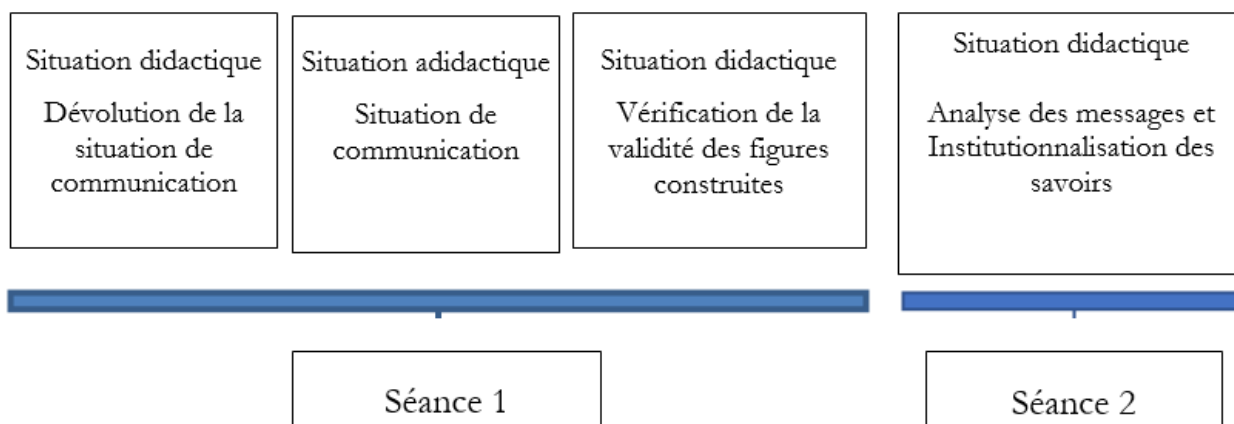 Situation didactique
Dévolution de la
situation de
communication
Situation adidactique
Situation de
communication
Situation didactique
Vérification de la
validité des figures
construites
Situation didactique
Analyse des messages et
Institutionnalisation des
savoirs
Séance 1
Séance 2